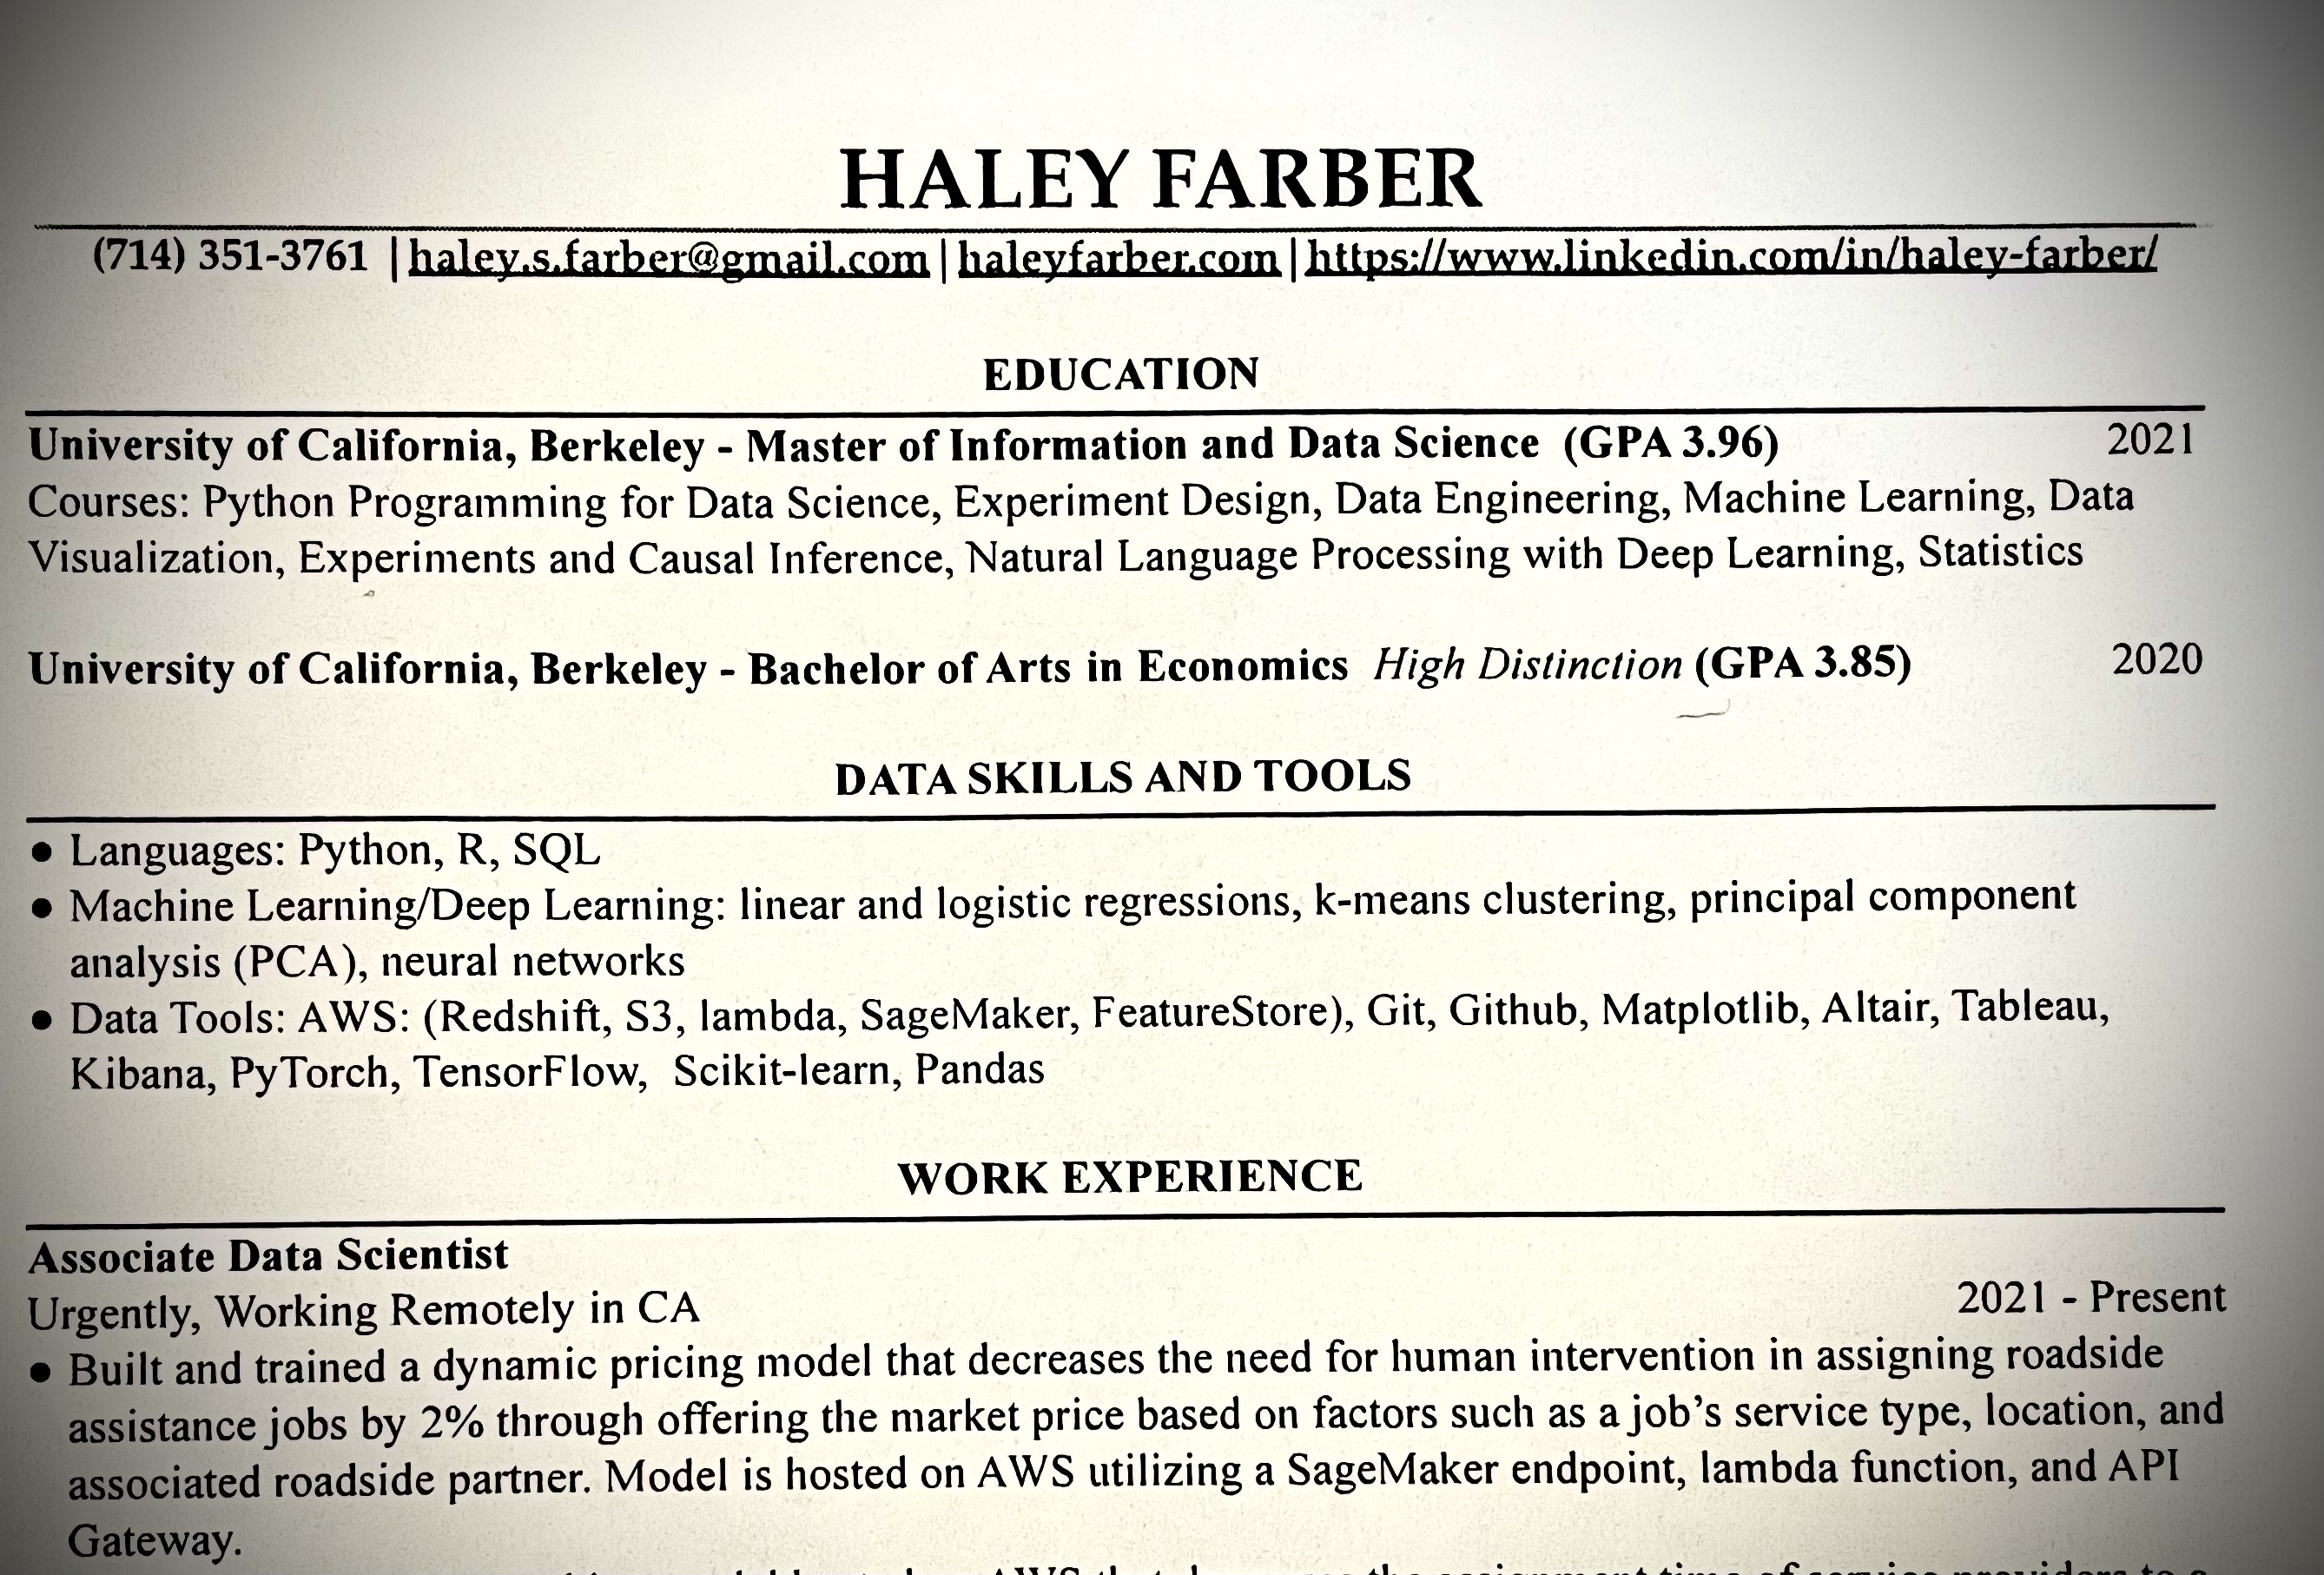 HALEY FARBER
(714) 351-3761 | haley.s.farber@gmail.com | haleyfarber.com | https://www.linkedin.com/in/haley-farber/
EDUCATION
University of California, Berkeley - Master of Information and Data Science (GPA 3.96) 2021
Courses: Python Programming for Data Science, Experiment Design, Data Engineering, Machine Learning, Data
Visualization, Experiments and Causal Inference, Natural Language Processing with Deep Learning, Statistics
University of California, Berkeley - Bachelor of Arts in Economics High Distinction (GPA 3.85) 2020
DATA SKILLS AND TOOLS
● Languages: Python, R, SQL
● Machine Learning/Deep Learning: linear and logistic regressions, k-means clustering, principal component
analysis (PCA), neural networks
● Data Tools: AWS: (Redshift, S3, lambda, SageMaker, FeatureStore), Git, Github, Matplotlib, Altair, Tableau,
Kibana, PyTorch, TensorFlow, Scikit-learn, Pandas
WORK EXPERIENCE
Associate Data Scientist
Urgently, Working Remotely in CA 2021 - Present
● Built and trained a dynamic pricing model that decreases the need for human intervention in assigning roadside
assistance jobs by 2% through offering the market price based on factors such as a job's service type, location, and
associated roadside partner. Model is hosted on AWS utilizing a SageMaker endpoint, lambda function, and API
Gateway.
AWS that the assignment time of service providers to a